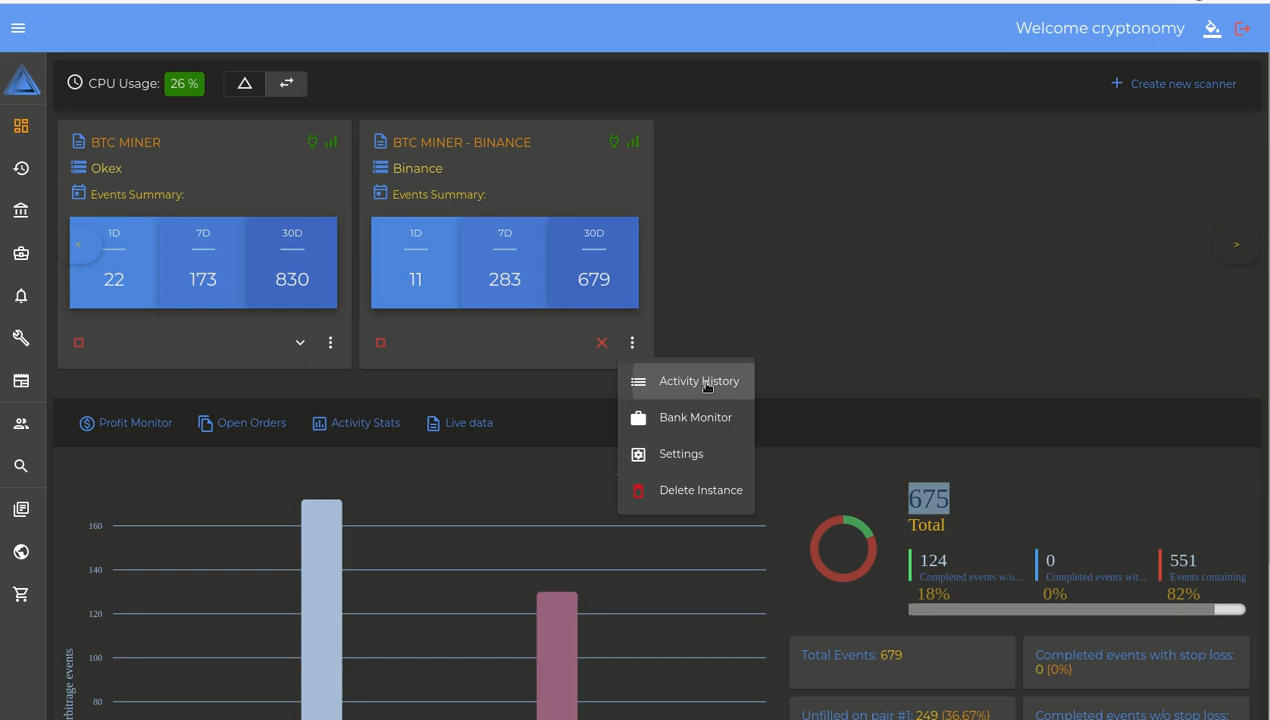 Welcome cryptonomy
CPU Usage: 26 %
Create new scanner
BTC MINER
Okex
Events Summary:
1D 7D 30D
22 173 830
BTC MINER - BINANCE
Binance
Events Summary:
1D 7D 30D
11 283 679
<
>
Activity History
Bank Monitor
Settings
Delete Instance
Profit Monitor
Open Orders
Activity Stats
Live data
160
140
120
100
80
rbitrage events
675
Total
124
Completed events w/o...
18%
0
Completed events wit...
0%
551
Events containing
82%
Total Events: 679
Completed events with stop loss:
0 (0%)
Unfilled on pair #1: 249 (36.67%)
Completed events w/o stop loss: